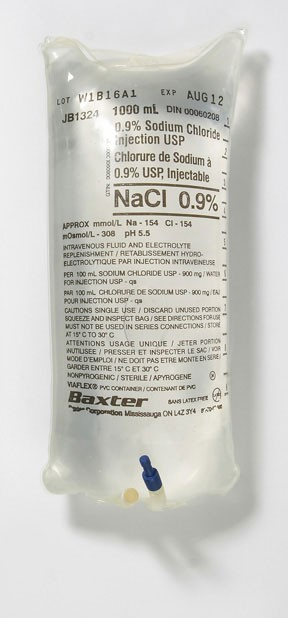 LOT W1B16A1 EXP AUG 12
JB1324 1000 mL DIN 00060208
0.9% Sodium Chloride
Injection USP
Chlorure de Sodium à
0.9% USP, Injectable
NaCl 0.9%
APPROX mmol/L Na - 154 Cl - 154
mOsmol/L - 308 pH 5.5
INTRAVENOUS FLUID AND ELECTROLYTE
REPLENISHMENT / RETABLISSEMENT HYDRO-
ELECTROLYTIQUE PAR INJECTION INTRAVEINEUSE
PER 100 mL SODIUM CHLORIDE USP - 900 mg / WATER
FOR INJECTION USP - qs
PAR 100 mL CHLORURE DE SODIUM USP - 900 mg / EAU
POUR INJECTION USP - qs
CAUTIONS SINGLE USE / DISCARD UNUSED PORTION
SQUEEZE AND INSPECT BAG / SEE DIRECTIONS FOR USE
MUST NOT BE USED IN SERIES CONNECTIONS / STORE
AT 15° C TO 30° C
ATTENTIONS USAGE UNIQUE / JETER PORTION
INUTILISEE / PRESSER ET INSPECTER LE SAC / VOIR
MODE D'EMPLOI / NE DOIT PAS ETRE MONTE EN SERIE /
GARDER ENTRE 15° C ET 30° C
NONPYROGENIC / STERILE / APYROGENE
VIAFLEX® PVC CONTAINER / CONTENANT DE PVC
Baxter SANS LATEX FREE
Corporation Mississauga ON L4Z 3Y4